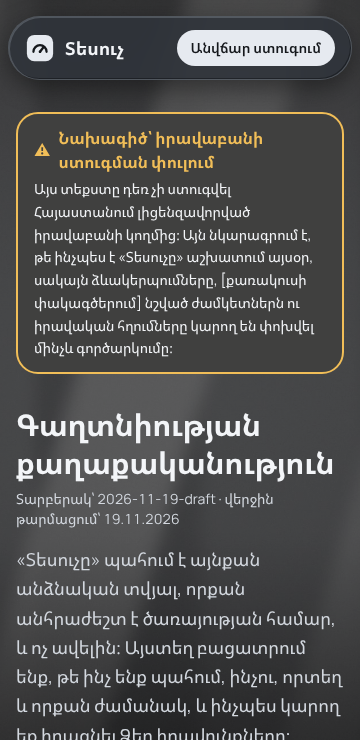 Տեսուչ
Անվճար ստուգում
Նախագիծ՝ իրավաբանի
ստուգման փուլում
Այս տեքստը դեռ չի ստուգվել
Հայաստանում լիցենզավորված
իրավաբանի կողմից։ Այն նկարագրում է,
թե ինչպես է «Տեսուչը» աշխատում այսօր,
սակայն ձևակերպումները, [քառակուսի
փակագծերում] նշված ժամկետներն ու
իրավական հղումները կարող են փոխվել
մինչև գործարկումը։
Գաղտնիության
քաղաքականություն
Տարբերակ՝ 2026-11-19-draft · վերջին
թարմացում՝ 19.11.2026
«Տեսուչը» պահում է այնքան
անձնական տվյալ, որքան
անհրաժեշտ է ծառայության համար,
և ոչ ավելին։ Այստեղ բացատրում
ենք, թե ինչ ենք պահում, ինչու, որտեղ
և որքան ժամանակ, և ինչպես կարող
եք իրացնել Ձեր իրավունքները։